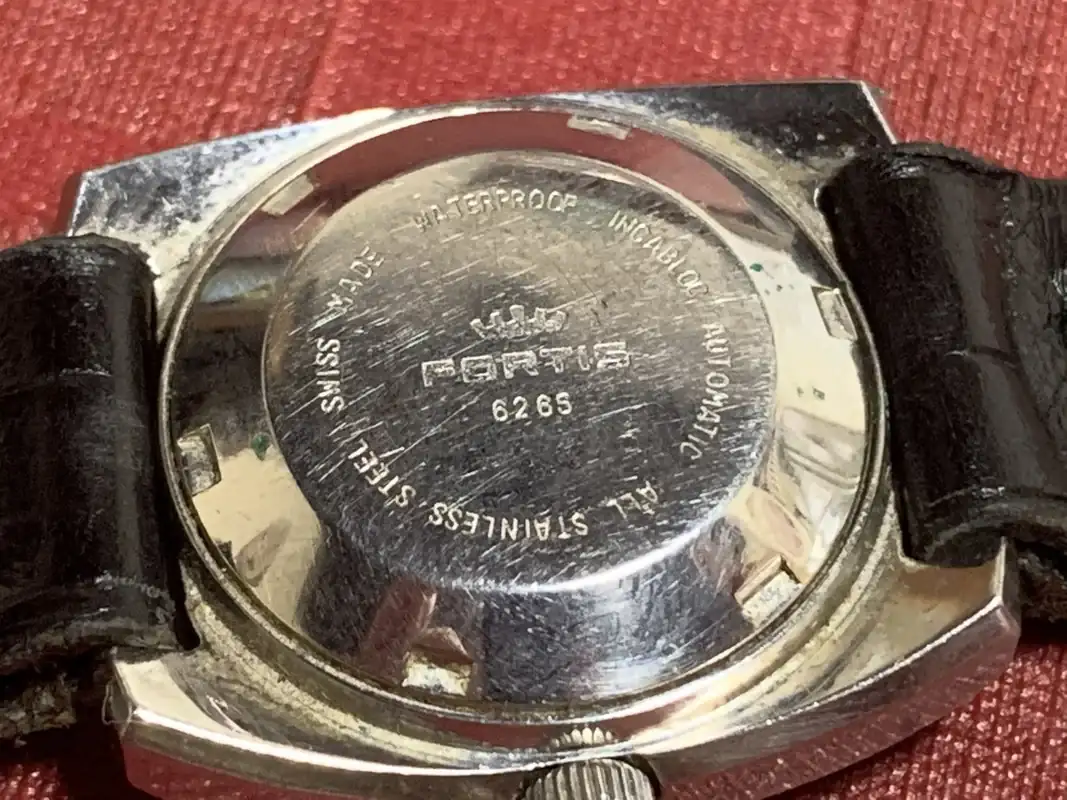 WATERPROOF INCABLOC AUTOMATIC ALL STAINLESS STEEL SWISS MADE
FORTIS
6265